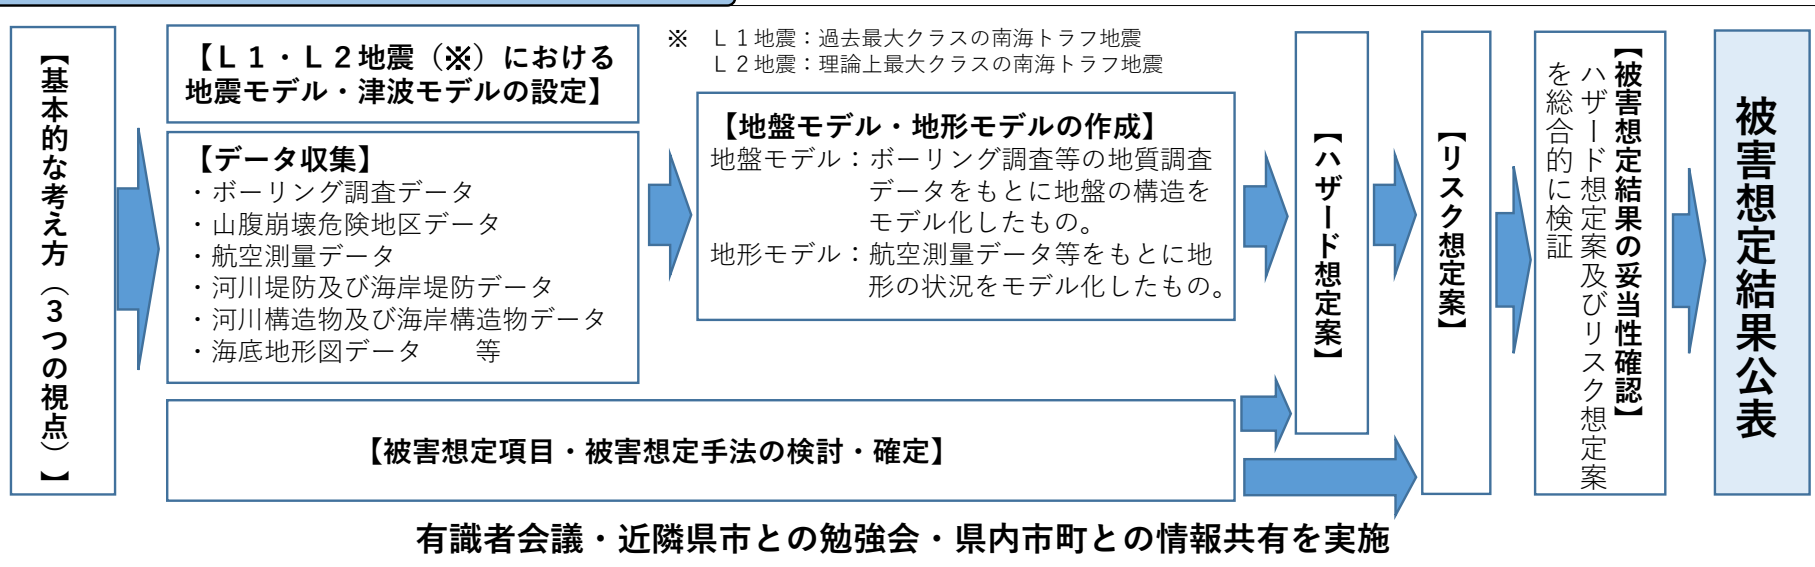 【基本的な考え方(３つの視点)】
【Ｌ１・Ｌ２地震(※)における
地震モデル・津波モデルの設定】
【データ収集】
・ボーリング調査データ
・山腹崩壊危険地区データ
・航空測量データ
・河川堤防及び海岸堤防データ
・河川構造物及び海岸構造物データ
・海底地形図データ　　等
※　Ｌ１地震：過去最大クラスの南海トラフ地震
Ｌ２地震：理論上最大クラスの南海トラフ地震
【地盤モデル・地形モデルの作成】
地盤モデル：ボーリング調査等の地質調査
データをもとに地盤の構造を
モデル化したもの。
地形モデル：航空測量データ等をもとに地
形の状況をモデル化したもの。
【被害想定項目・被害想定手法の検討・確定】
【ハザード想定案】
【リスク想定案】
【被害想定結果の妥当性確認】
ハザード想定案及びリスク想定案
を総合的に検証
被害想定結果公表
有識者会議・近隣県市との勉強会・県内市町との情報共有を実施